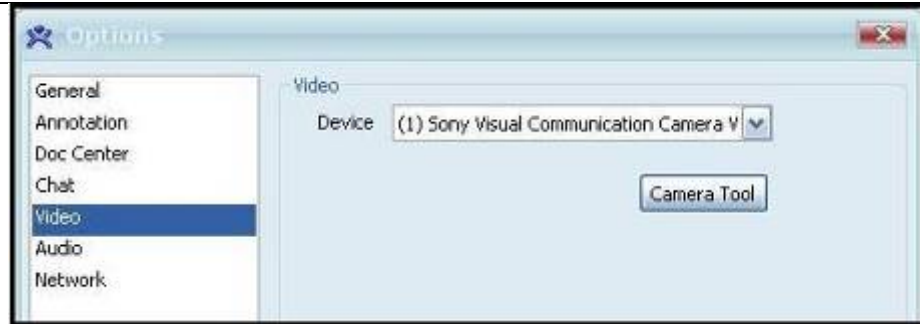 Options
General
Annotation
Doc Center
Chat
Video
Audio
Network
Video
Device (1) Sony Visual Communication Camera V
Camera Tool